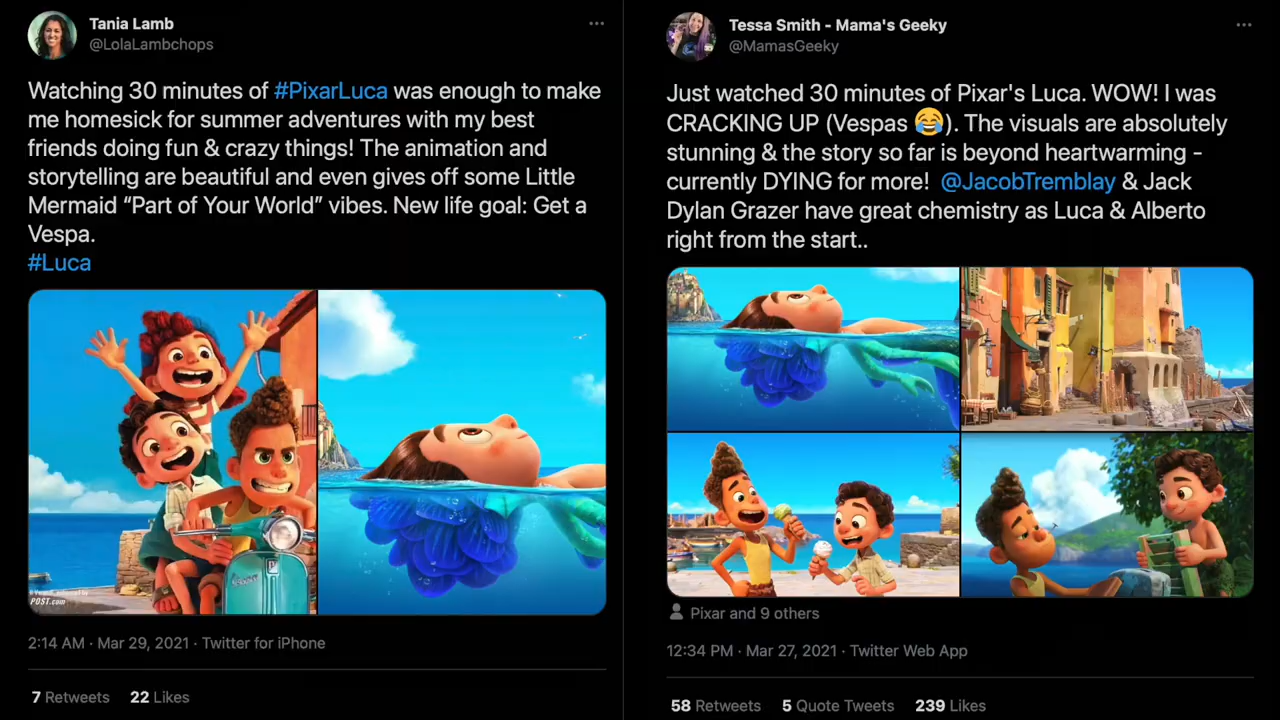 Tania Lamb
@LolaLambchops
Watching 30 minutes of #PixarLuca was enough to make
me homesick for summer adventures with my best
friends doing fun & crazy things! The animation and
storytelling are beautiful and even gives off some Little
Mermaid “Part of Your World” vibes. New life goal: Get a
Vespa.
#Luca
POST.com
2:14 AM · Mar 29, 2021 · Twitter for iPhone
7 Retweets 22 Likes
Tessa Smith - Mama's Geeky
@MamasGeeky
Just watched 30 minutes of Pixar's Luca. WOW! I was
CRACKING UP (Vespas 😂). The visuals are absolutely
stunning & the story so far is beyond heartwarming -
currently DYING for more! @JacobTremblay & Jack
Dylan Grazer have great chemistry as Luca & Alberto
right from the start..
Pixar and 9 others
12:34 PM · Mar 27, 2021 · Twitter Web App
58 Retweets 5 Quote Tweets 239 Likes